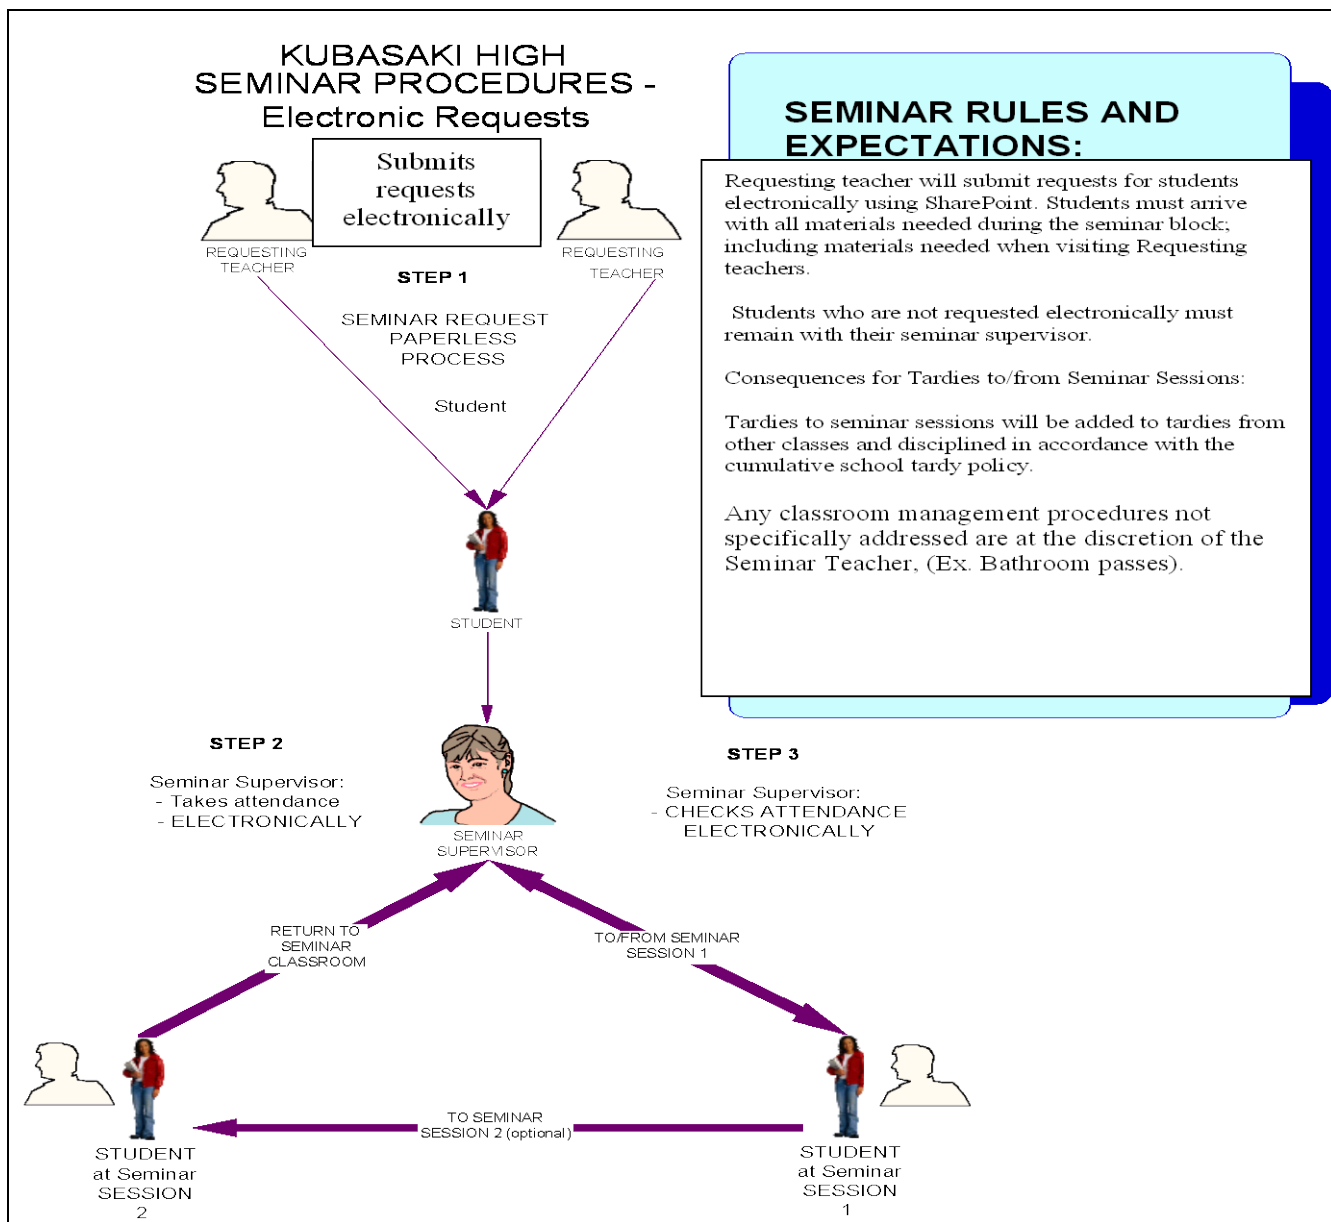 KUBASAKI HIGH
SEMINAR PROCEDURES -
Electronic Requests
Submits
requests
electronically
REQUESTING
TEACHER
REQUESTING
TEACHER
STEP 1
SEMINAR REQUEST
PAPERLESS
PROCESS
Student
STUDENT
SEMINAR RULES AND
EXPECTATIONS:
Requesting teacher will submit requests for students
electronically using SharePoint. Students must arrive
with all materials needed during the seminar block;
including materials needed when visiting Requesting
teachers.
Students who are not requested electronically must
remain with their seminar supervisor.
Consequences for Tardies to/from Seminar Sessions:
Tardies to seminar sessions will be added to tardies from
other classes and disciplined in accordance with the
cumulative school tardy policy.
Any classroom management procedures not
specifically addressed are at the discretion of the
Seminar Teacher, (Ex. Bathroom passes).
STEP 2
Seminar Supervisor:
- Takes attendance
- ELECTRONICALLY
SEMINAR
SUPERVISOR
STEP 3
Seminar Supervisor:
- CHECKS ATTENDANCE
ELECTRONICALLY
RETURN TO
SEMINAR
CLASSROOM
TO/FROM SEMINAR
SESSION 1
TO SEMINAR
SESSION 2 (optional)
STUDENT
at Seminar
SESSION
2
STUDENT
at Seminar
SESSION
1